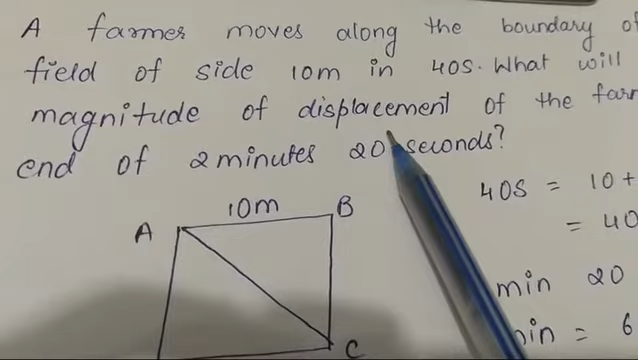 A farmer moves along the boundary of
field of side 10m in 40s. What will
magnitude of displacement of the
end of 2 minutes 20 seconds?
40s = 10 +
= 40
10m
A
B
min 20
= 6
C